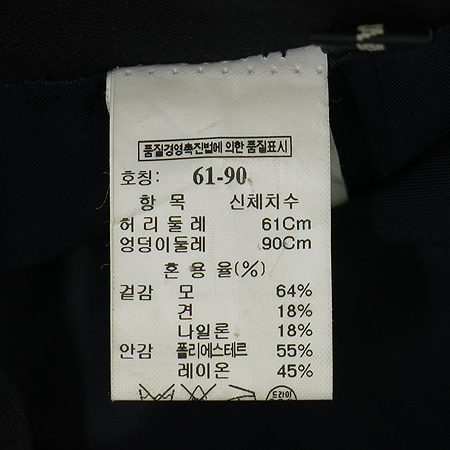 품질경영촉진법에 의한 품질표시
호칭: 61-90
항 목 신체치수
허리둘레 61Cm
엉덩이둘레 90Cm
혼용율(%)
겉감 모 64%
견 18%
나일론 18%
안감 폴리에스테르 55%
레이온 45%
드라이